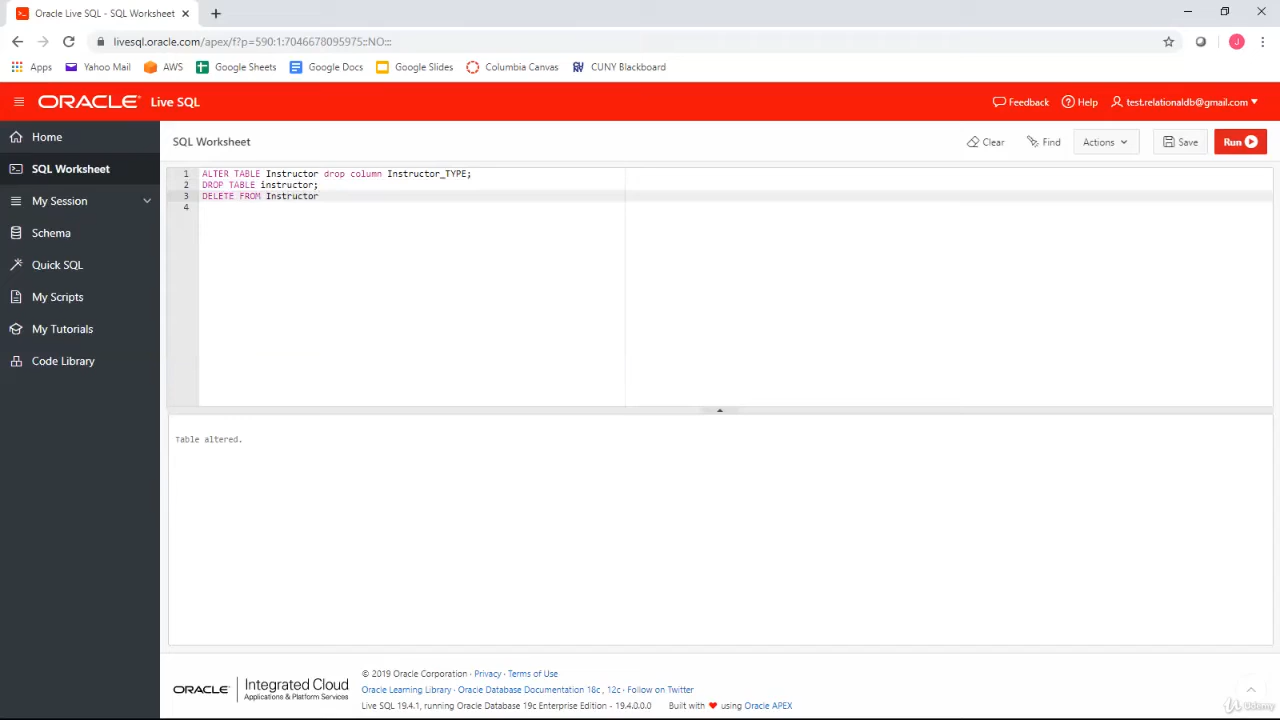 Oracle Live SQL - SQL Worksheet
livesql.oracle.com/apex/f?p=590:1:7046678095975::NO:::
J
Apps Yahoo Mail AWS Google Sheets Google Docs Google Slides Columbia Canvas CUNY Blackboard
ORACLE Live SQL
Feedback Help test.relationaldb@gmail.com
Home
SQL Worksheet
My Session
Schema
Quick SQL
My Scripts
My Tutorials
Code Library
SQL Worksheet
Clear Find Actions Save Run
1 ALTER TABLE Instructor drop column Instructor_TYPE;
2 DROP TABLE instructor;
3 DELETE FROM Instructor
4
Table altered.
ORACLE Integrated Cloud
Applications & Platform Services
© 2019 Oracle Corporation · Privacy · Terms of Use
Oracle Learning Library · Oracle Database Documentation 18c, 12c · Follow on Twitter
Live SQL 19.4.1, running Oracle Database 19c Enterprise Edition - 19.4.0.0.0 Built with ❤ using Oracle APEX
Udemy